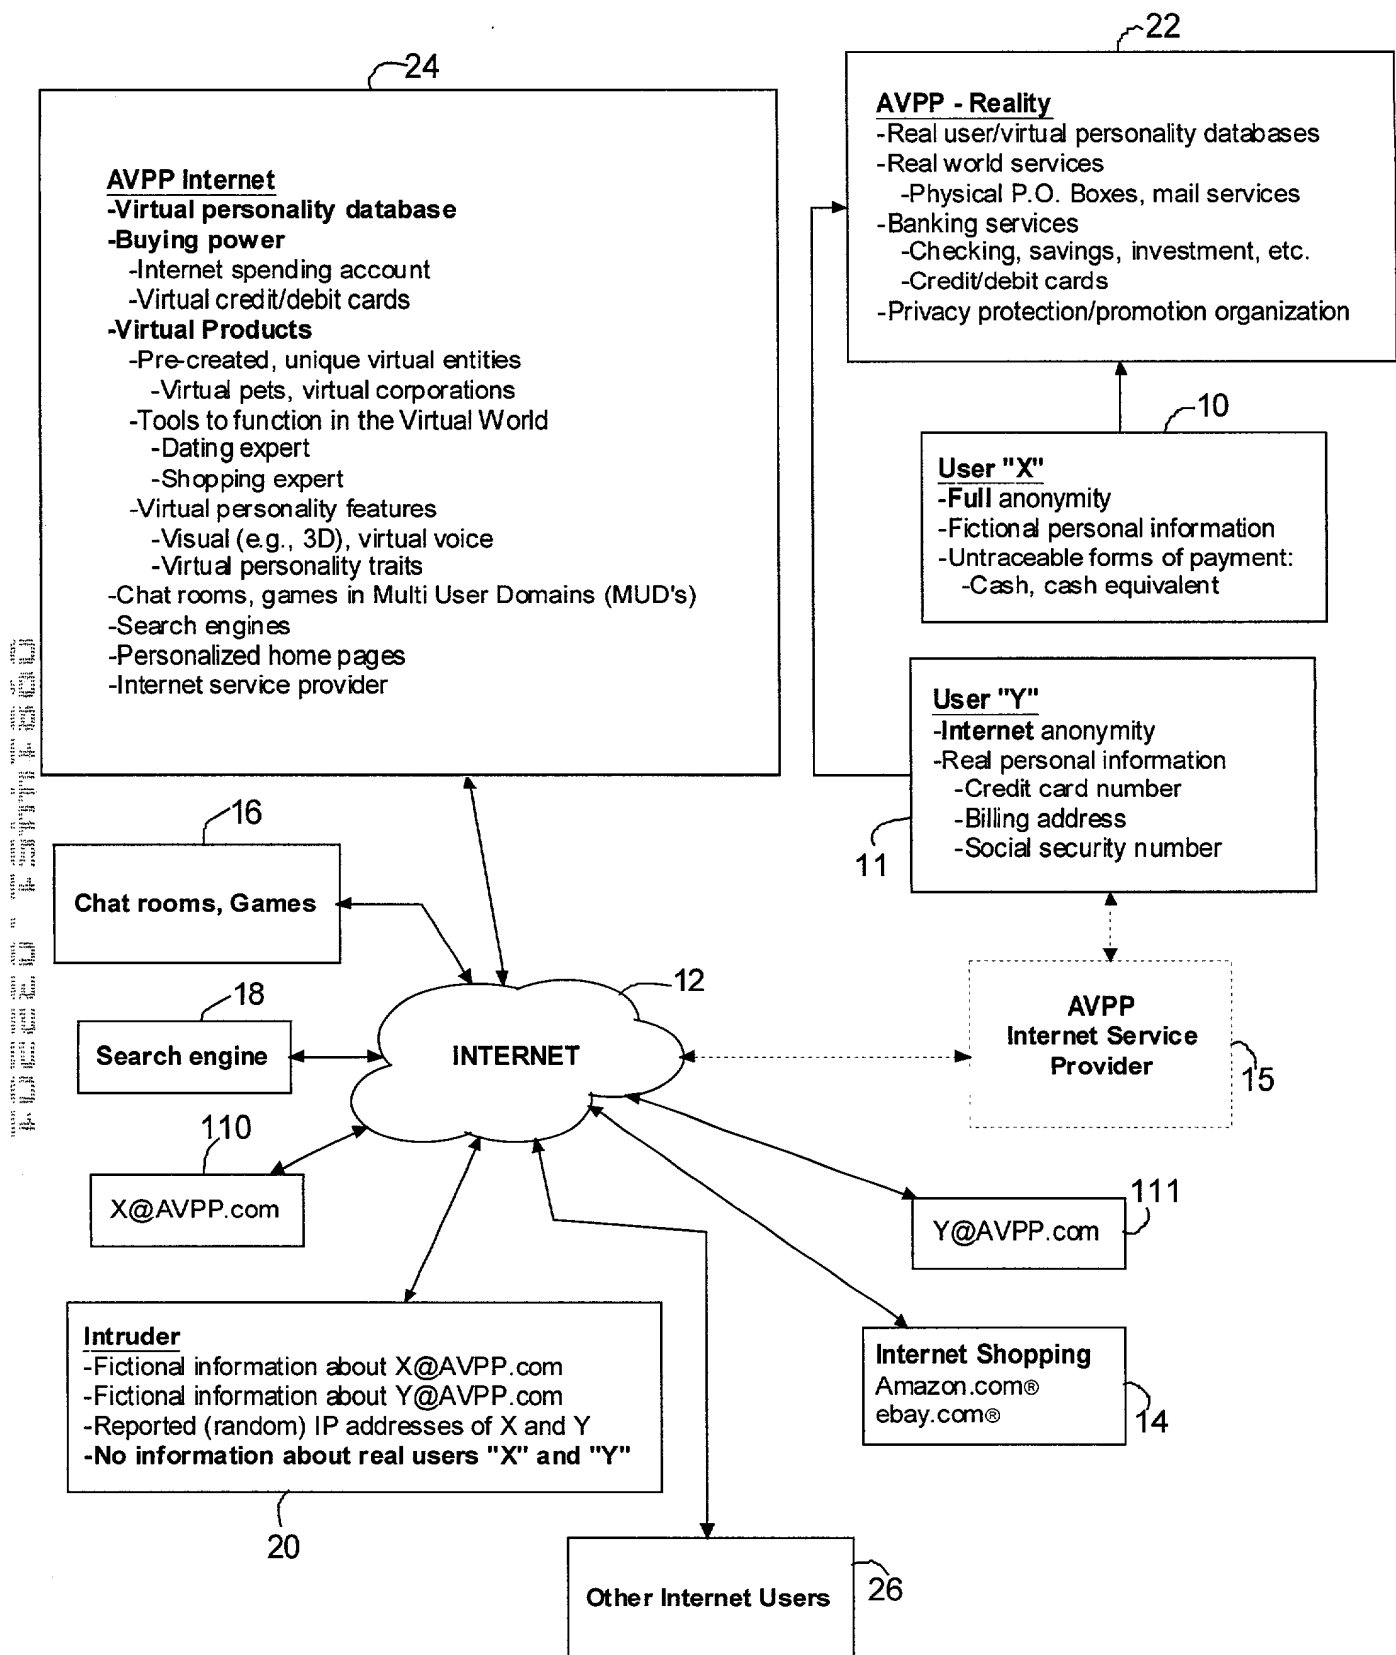 24
AVPP Internet
-Virtual personality database
-Buying power
-Internet spending account
-Virtual credit/debit cards
-Virtual Products
-Pre-created, unique virtual entities
-Virtual pets, virtual corporations
-Tools to function in the Virtual World
-Dating expert
-Shopping expert
-Virtual personality features
-Visual (e.g., 3D), virtual voice
-Virtual personality traits
-Chat rooms, games in Multi User Domains (MUD's)
-Search engines
-Personalized home pages
-Internet service provider
22
AVPP - Reality
-Real user/virtual personality databases
-Real world services
-Physical P.O. Boxes, mail services
-Banking services
-Checking, savings, investment, etc.
-Credit/debit cards
-Privacy protection/promotion organization
10
User "X"
-Full anonymity
-Fictional personal information
-Untraceable forms of payment:
-Cash, cash equivalent
User "Y"
-Internet anonymity
-Real personal information
-Credit card number
-Billing address
-Social security number
11
16
Chat rooms, Games
18
Search engine
12
INTERNET
AVPP
Internet Service
Provider
15
110
X@AVPP.com
111
Y@AVPP.com
Intruder
-Fictional information about X@AVPP.com
-Fictional information about Y@AVPP.com
-Reported (random) IP addresses of X and Y
-No information about real users "X" and "Y"
20
Internet Shopping
Amazon.com®
ebay.com®
14
Other Internet Users
26